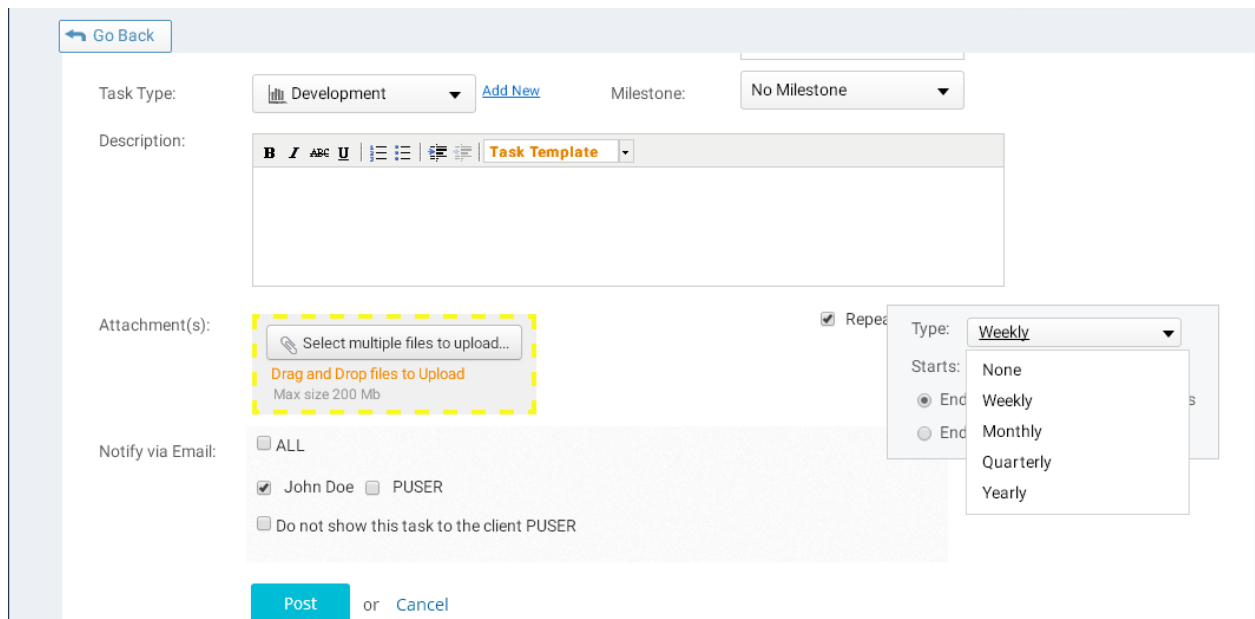 Go Back
Task Type:
Development
Add New
Milestone:
No Milestone
Description:
B I ABC U Task Template
Attachment(s):
Select multiple files to upload...
Drag and Drop files to Upload
Max size 200 Mb
Repea
Type:
Weekly
Starts:
None
End
Weekly
s
End
Monthly
Quarterly
Yearly
Notify via Email:
ALL
John Doe
PUSER
Do not show this task to the client PUSER
Post or Cancel